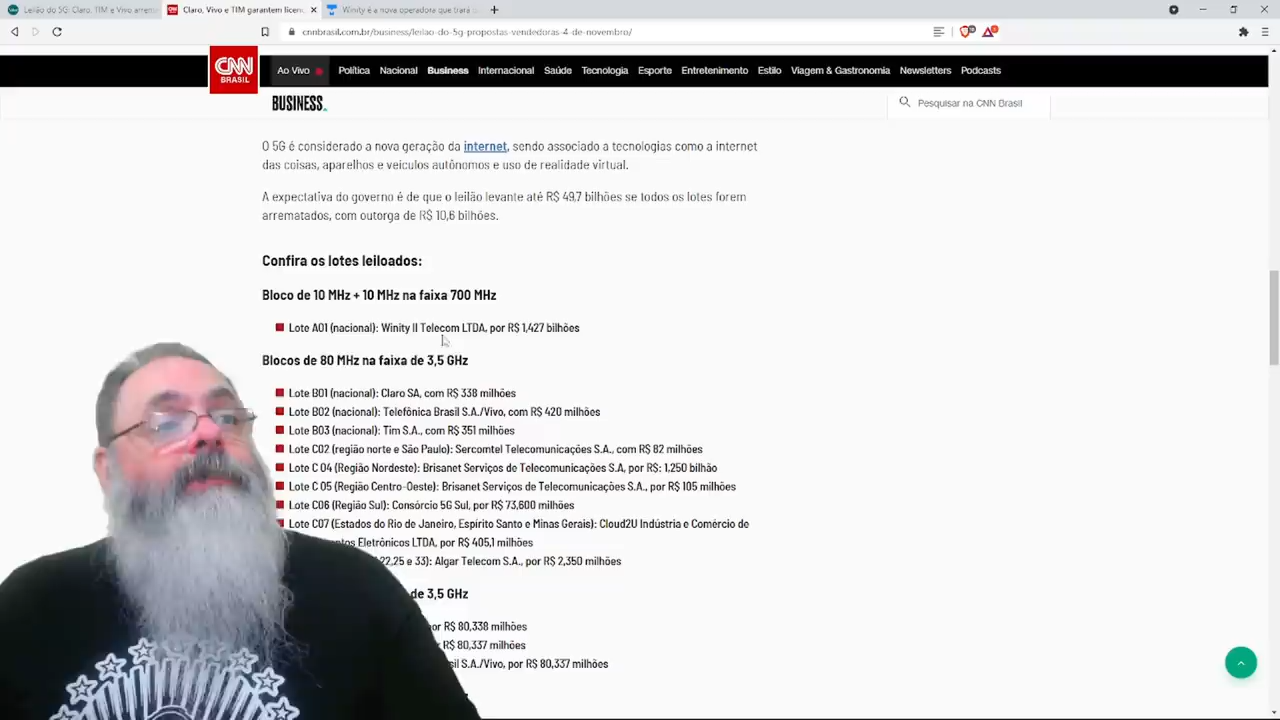 Leilão do 5G: Claro, TIM e Vivo arrem
Claro, Vivo e TIM garantem licen
Winity é a nova operadora que trará
cnnbrasil.com.br/business/leilao-do-5g-propostas-vendedoras-4-de-novembro/
CNN BRASIL
Ao Vivo Política Nacional Business Internacional Saúde Tecnologia Esporte Entretenimento Estilo Viagem & Gastronomia Newsletters Podcasts
BUSINESS
Pesquisar na CNN Brasil
O 5G é considerado a nova geração da internet, sendo associado a tecnologias como a internet
das coisas, aparelhos e veículos autônomos e uso de realidade virtual.
A expectativa do governo é de que o leilão levante até R$ 49,7 bilhões se todos os lotes forem
arrematados, com outorga de R$ 10,6 bilhões.
Confira os lotes leiloados:
Bloco de 10 MHz + 10 MHz na faixa 700 MHz
Lote A01 (nacional): Winity II Telecom LTDA, por R$ 1,427 bilhões
Blocos de 80 MHz na faixa de 3,5 GHz
Lote B01 (nacional): Claro SA, com R$ 338 milhões
Lote B02 (nacional): Telefônica Brasil S.A./Vivo, com R$ 420 milhões
Lote B03 (nacional): Tim S.A., com R$ 351 milhões
Lote C02 (região norte e São Paulo): Sercomtel Telecomunicações S.A., com R$ 82 milhões
Lote C 04 (Região Nordeste): Brisanet Serviços de Telecomunicações S.A, por R$: 1,250 bilhão
Lote C 05 (Região Centro-Oeste): Brisanet Serviços de Telecomunicações S.A., por R$ 105 milhões
Lote C06 (Região Sul): Consórcio 5G Sul, por R$ 73,600 milhões
Lote C07 (Estados do Rio de Janeiro, Espírito Santo e Minas Gerais): Cloud2U Indústria e Comércio de
ntos Eletrônicos LTDA, por R$ 405,1 milhões
22,25 e 33): Algar Telecom S.A., por R$ 2,350 milhões
de 3,5 GHz
or R$ 80,338 milhões
R$ 80,337 milhões
sil S.A./Vivo, por R$ 80,337 milhões